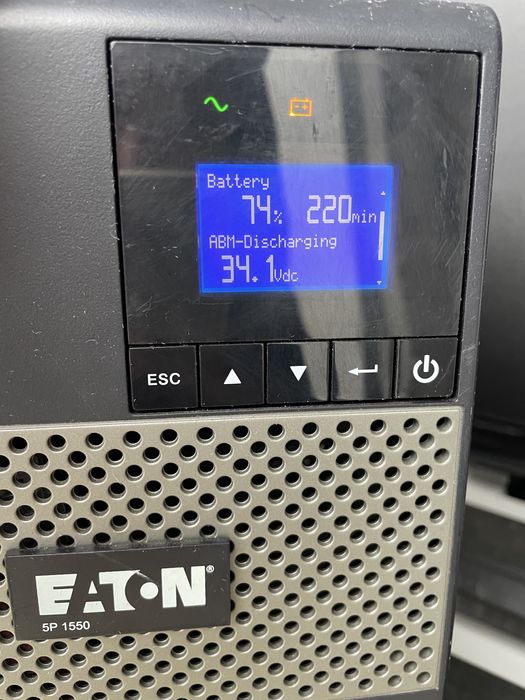 Battery
74% 220min
ABM-Discharging
34.1Vdc
ESC
EATON®
5P 1550